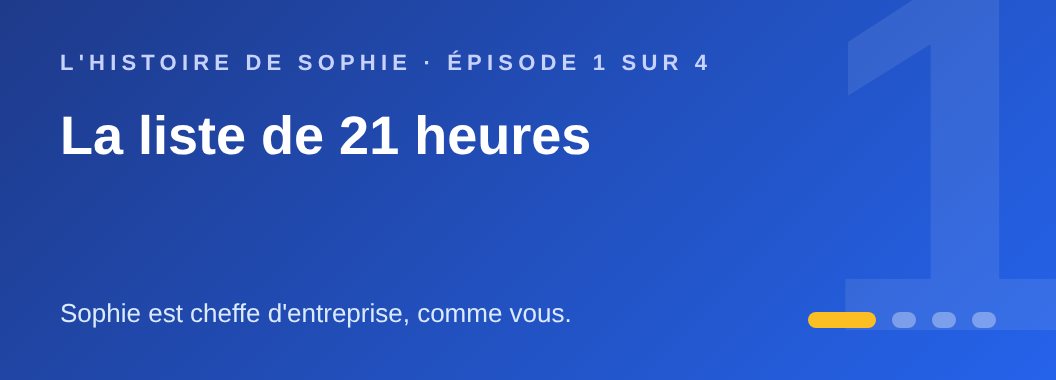 L'HISTOIRE DE SOPHIE · ÉPISODE 1 SUR 4
La liste de 21 heures
Sophie est cheffe d'entreprise, comme vous.
1